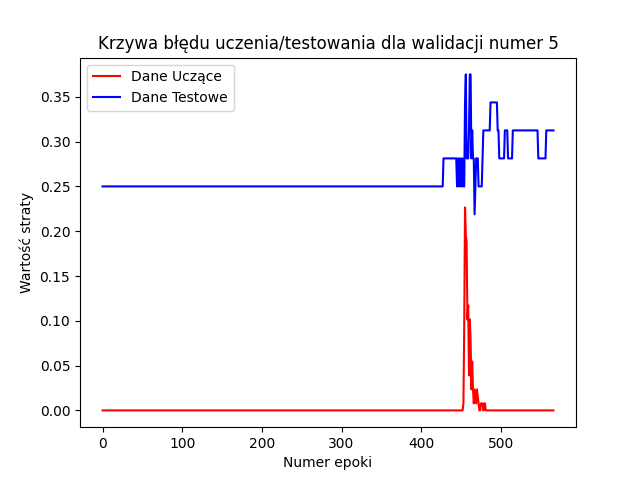 Krzywa błędu uczenia/testowania dla walidacji numer 5
Dane Uczące
Dane Testowe
Wartość straty
0.35
0.30
0.25
0.20
0.15
0.10
0.05
0.00
0 100 200 300 400 500
Numer epoki